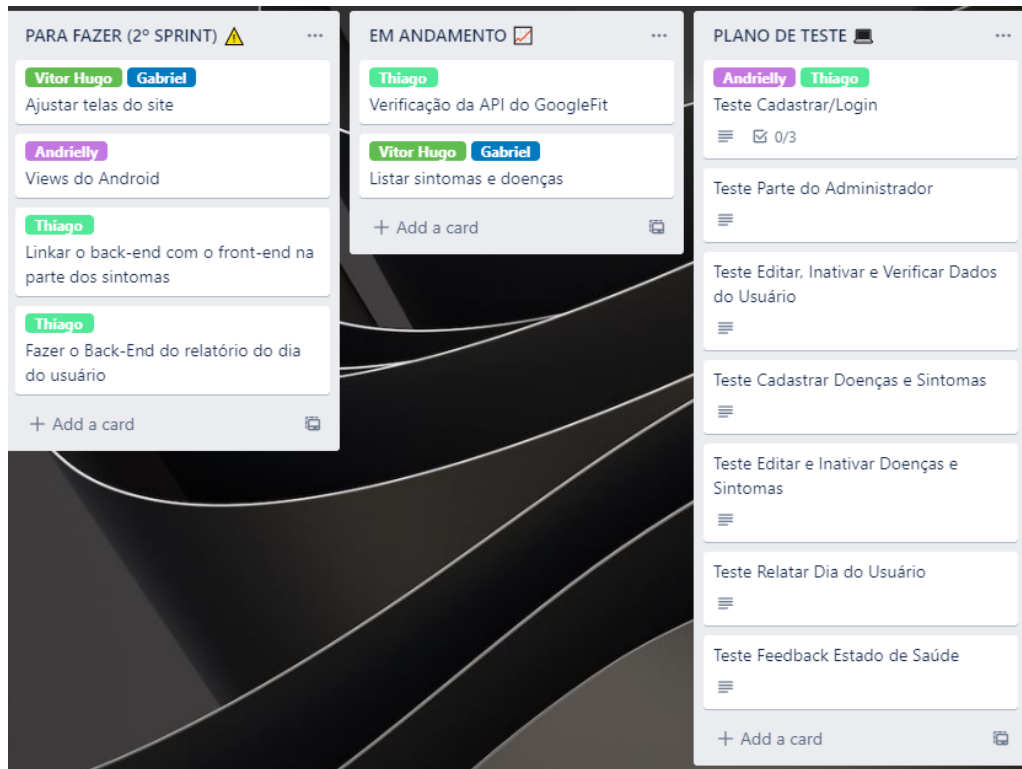 PARA FAZER (2º SPRINT) ⚠️
Vitor Hugo Gabriel
Ajustar telas do site
Andrielly
Views do Android
Thiago
Linkar o back-end com o front-end na
parte dos sintomas
Thiago
Fazer o Back-End do relatório do dia
do usuário
+ Add a card
EM ANDAMENTO 📈
Thiago
Verificação da API do GoogleFit
Vitor Hugo Gabriel
Listar sintomas e doenças
+ Add a card
PLANO DE TESTE 💻
Andrielly Thiago
Teste Cadastrar/Login
0/3
Teste Parte do Administrador
Teste Editar, Inativar e Verificar Dados
do Usuário
Teste Cadastrar Doenças e Sintomas
Teste Editar e Inativar Doenças e
Sintomas
Teste Relatar Dia do Usuário
Teste Feedback Estado de Saúde
+ Add a card